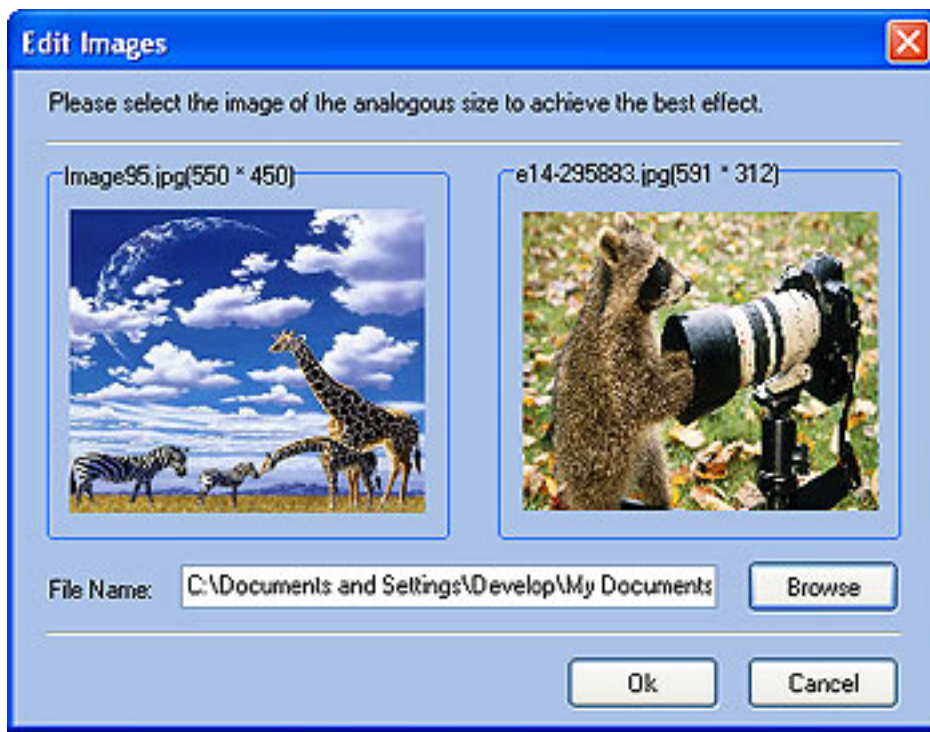 Edit Images
Please select the image of the analogous size to achieve the best effect.
Image95.jpg(550 * 450)
e14-295883.jpg(591 * 312)
File Name:
C:\Documents and Settings\Develop\My Documents
Browse
Ok
Cancel